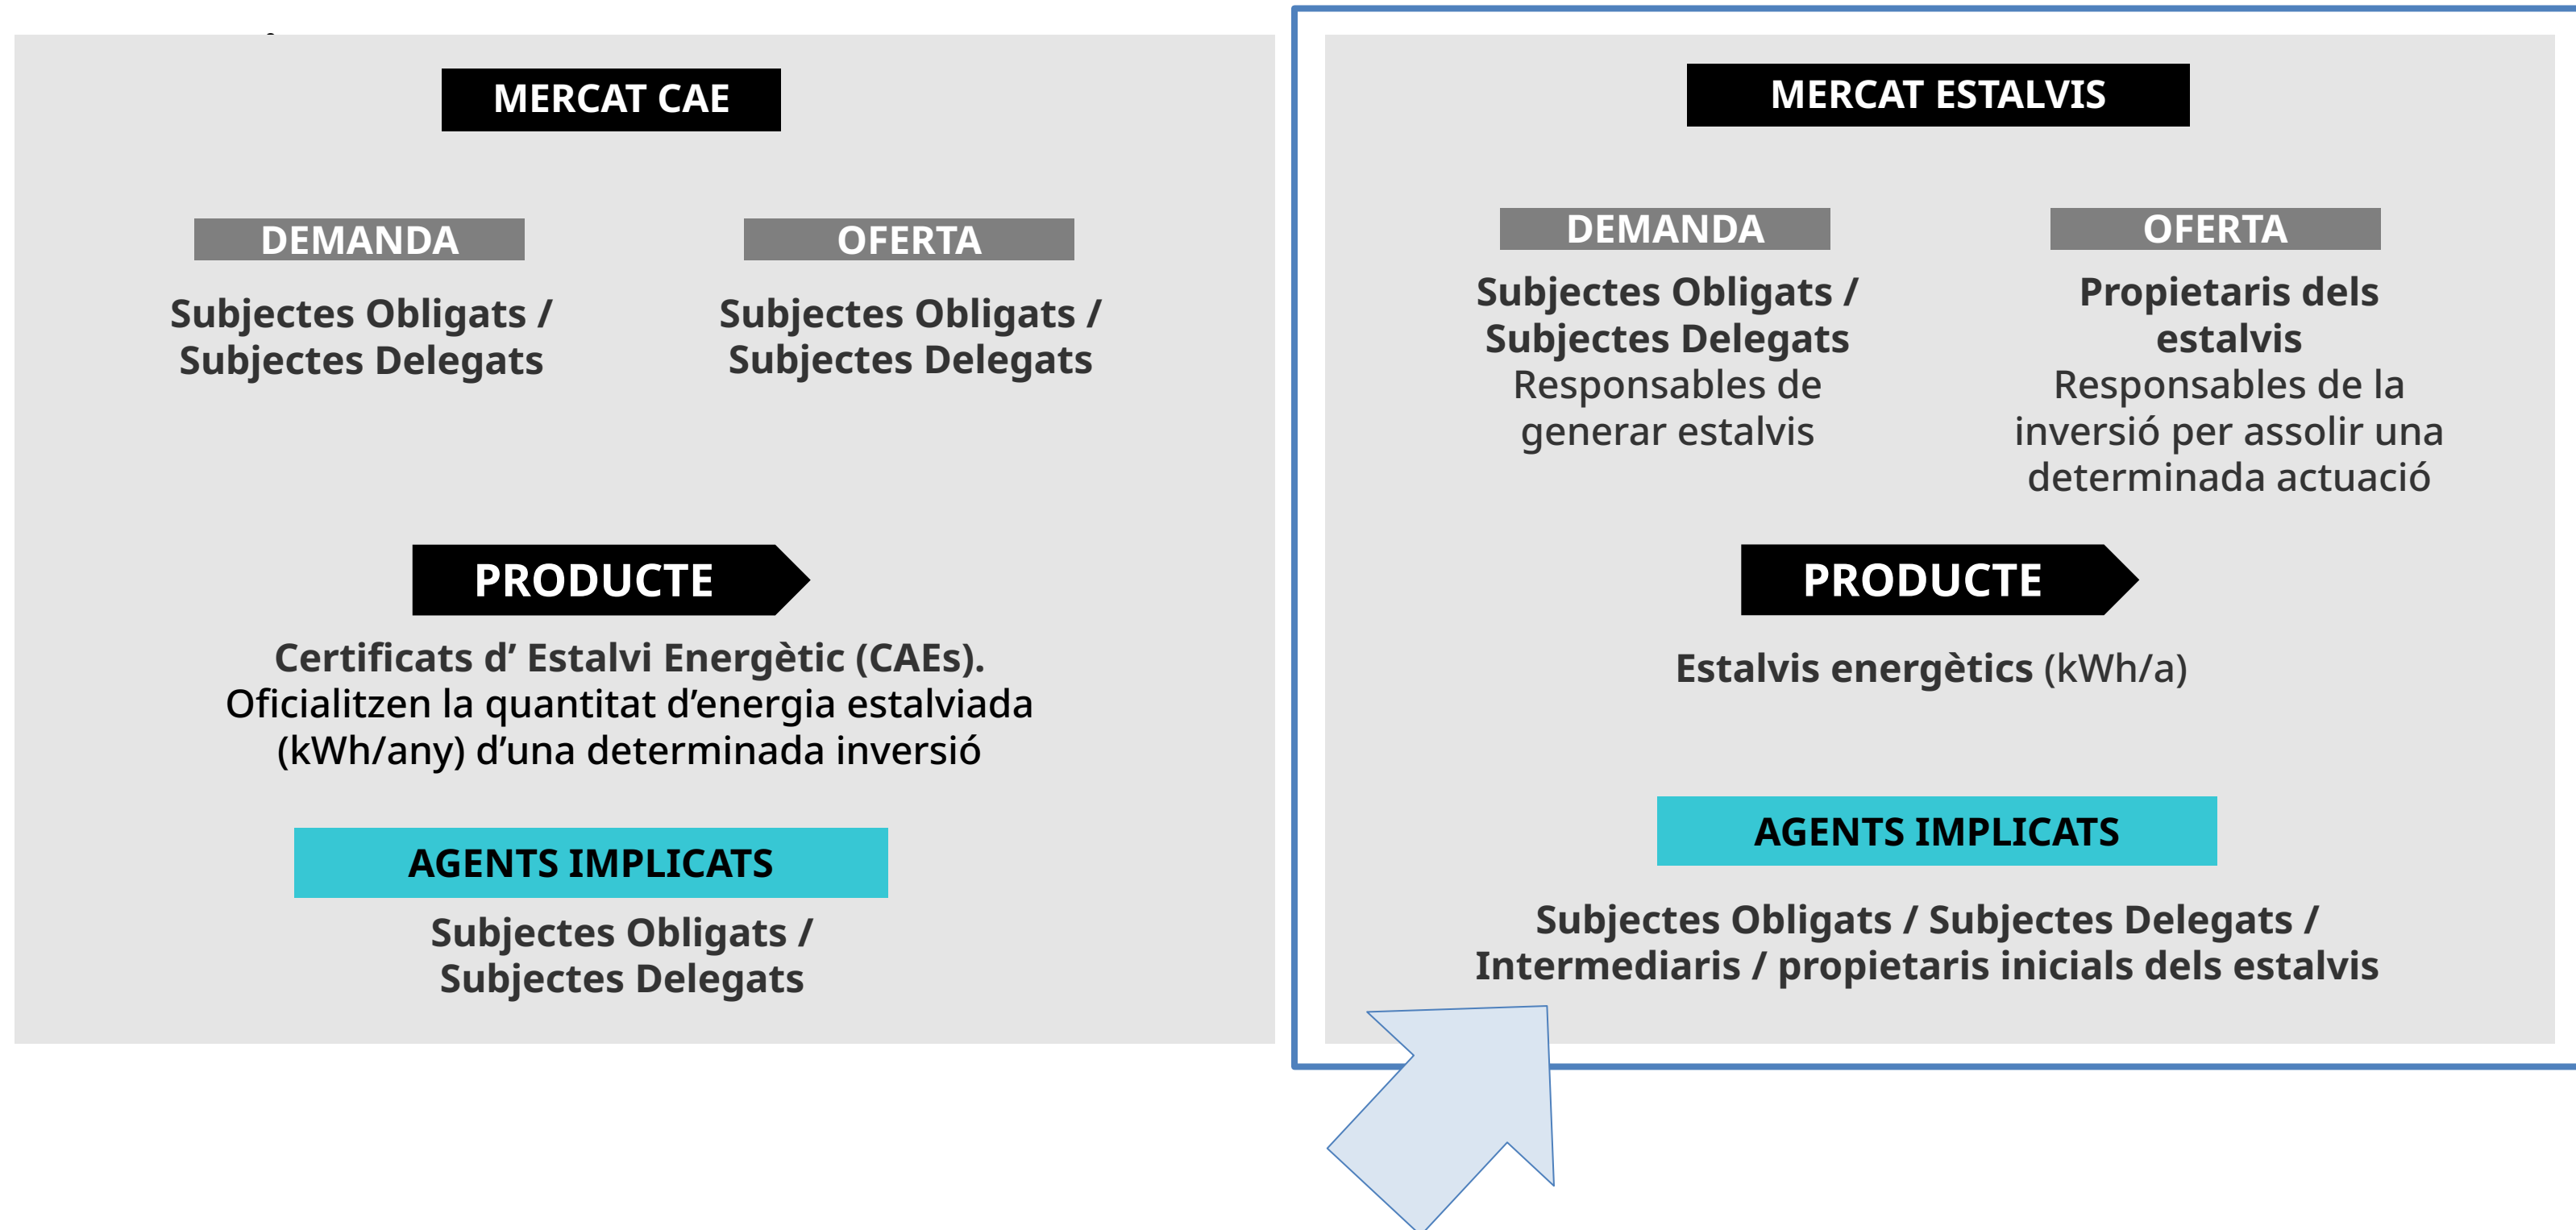 MERCAT CAE
DEMANDA
OFERTA
Subjectes Obligats /
Subjectes Delegats
Subjectes Obligats /
Subjectes Delegats
PRODUCTE
Certificats d’ Estalvi Energètic (CAEs).
Oficialitzen la quantitat d’energia estalviada
(kWh/any) d’una determinada inversió
AGENTS IMPLICATS
Subjectes Obligats /
Subjectes Delegats
MERCAT ESTALVIS
DEMANDA
OFERTA
Subjectes Obligats /
Subjectes Delegats
Responsables de
generar estalvis
Propietaris dels
estalvis
Responsables de la
inversió per assolir una
determinada actuació
PRODUCTE
Estalvis energètics (kWh/a)
AGENTS IMPLICATS
Subjectes Obligats / Subjectes Delegats /
Intermediaris / propietaris inicials dels estalvis